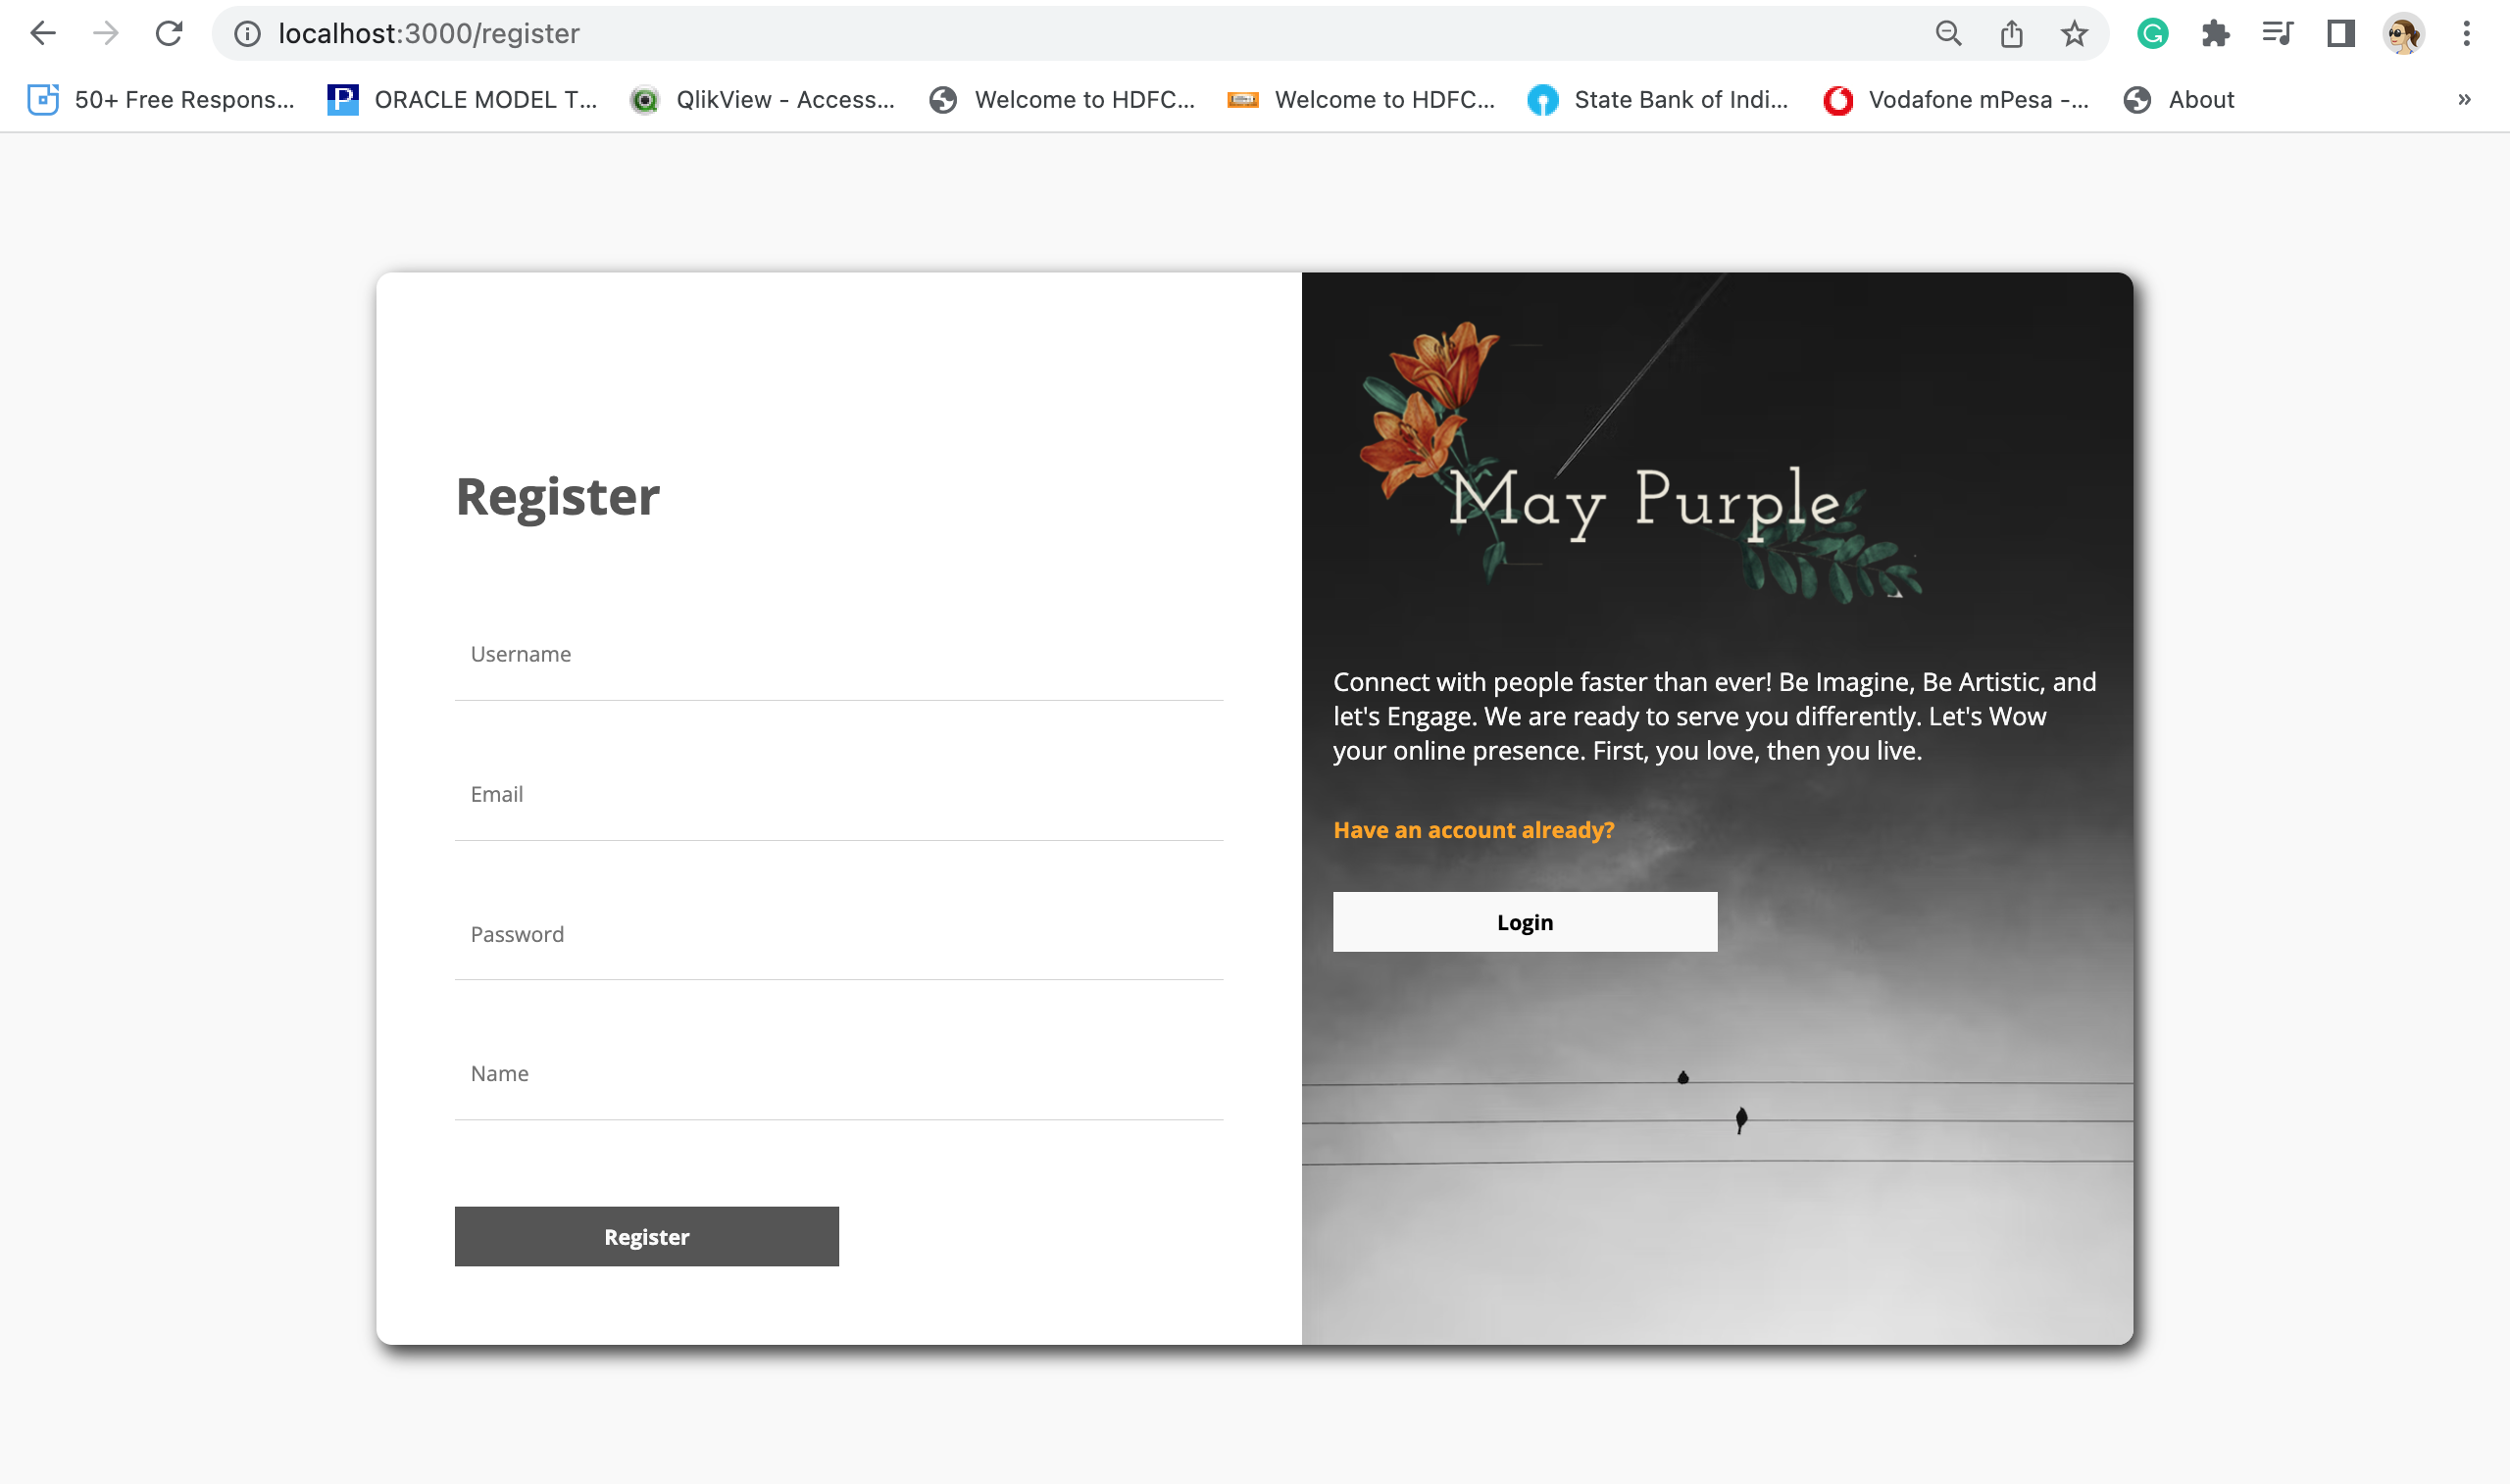 localhost:3000/register
50+ Free Respons...
ORACLE MODEL T...
QlikView - Access...
Welcome to HDFC...
Welcome to HDFC...
State Bank of Indi...
Vodafone mPesa -...
About
»
Register
Username
Email
Password
Name
Register
May Purple
Connect with people faster than ever! Be Imagine, Be Artistic, and
let's Engage. We are ready to serve you differently. Let's Wow
your online presence. First, you love, then you live.
Have an account already?
Login